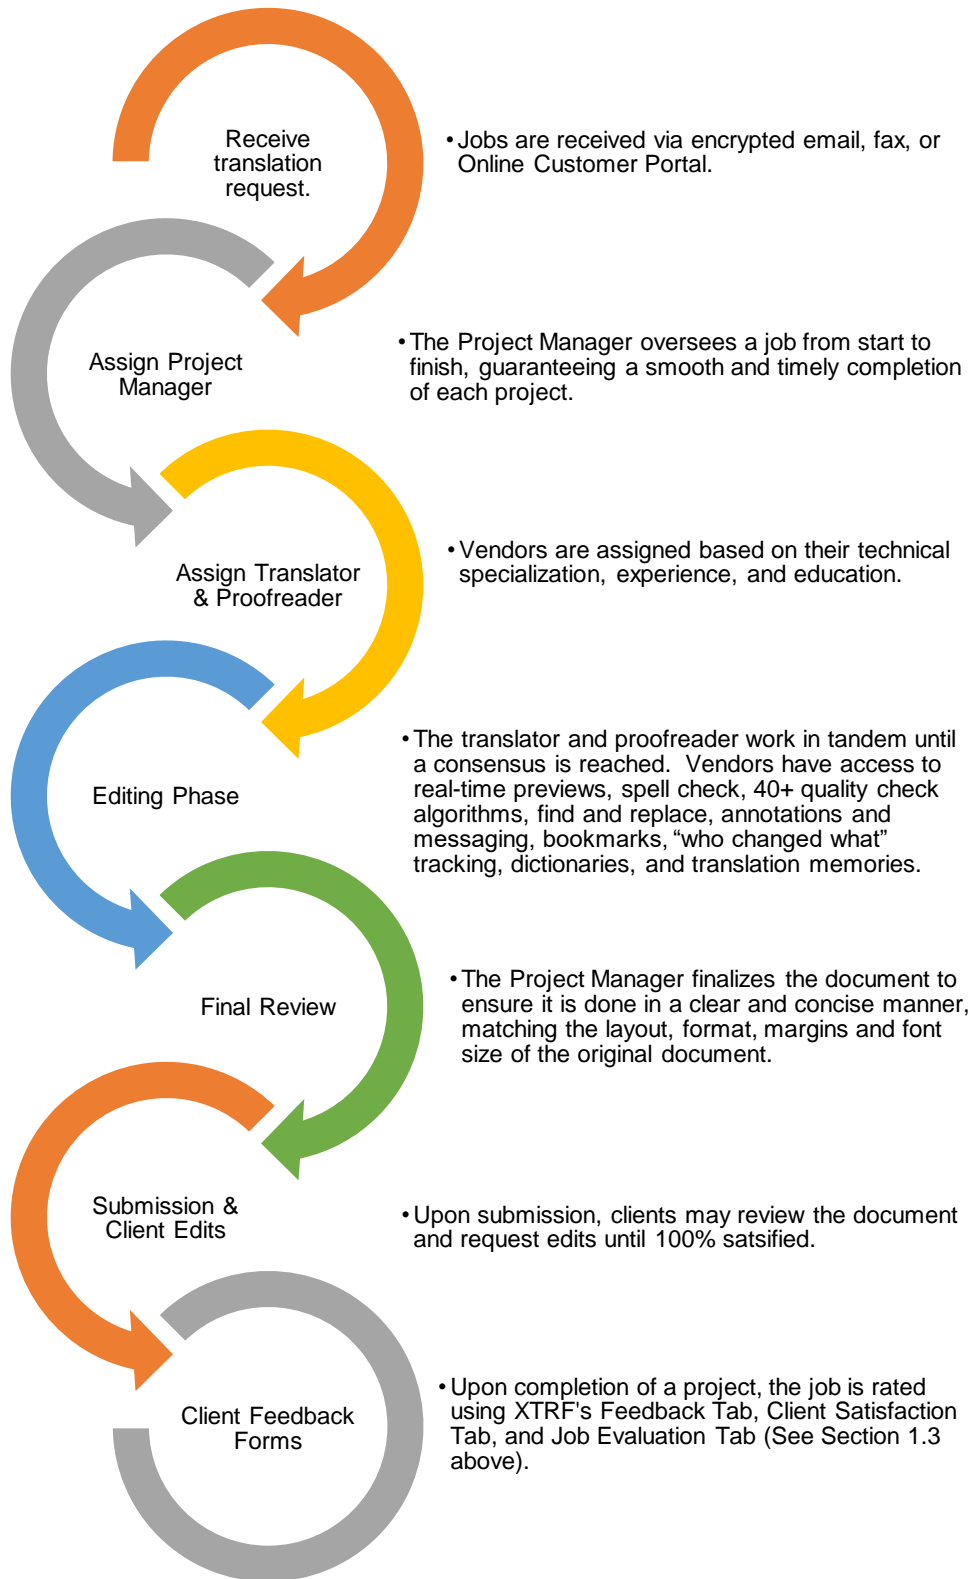 Receive
translation
request.
• Jobs are received via encrypted email, fax, or
Online Customer Portal.
Assign Project
Manager
• The Project Manager oversees a job from start to
finish, guaranteeing a smooth and timely completion
of each project.
Assign Translator
& Proofreader
• Vendors are assigned based on their technical
specialization, experience, and education.
Editing Phase
• The translator and proofreader work in tandem until
a consensus is reached.  Vendors have access to
real-time previews, spell check, 40+ quality check
algorithms, find and replace, annotations and
messaging, bookmarks, “who changed what”
tracking, dictionaries, and translation memories.
Final Review
• The Project Manager finalizes the document to
ensure it is done in a clear and concise manner,
matching the layout, format, margins and font
size of the original document.
Submission &
Client Edits
• Upon submission, clients may review the document
and request edits until 100% satsified.
Client Feedback
Forms
• Upon completion of a project, the job is rated
using XTRF's Feedback Tab, Client Satisfaction
Tab, and Job Evaluation Tab (See Section 1.3
above).